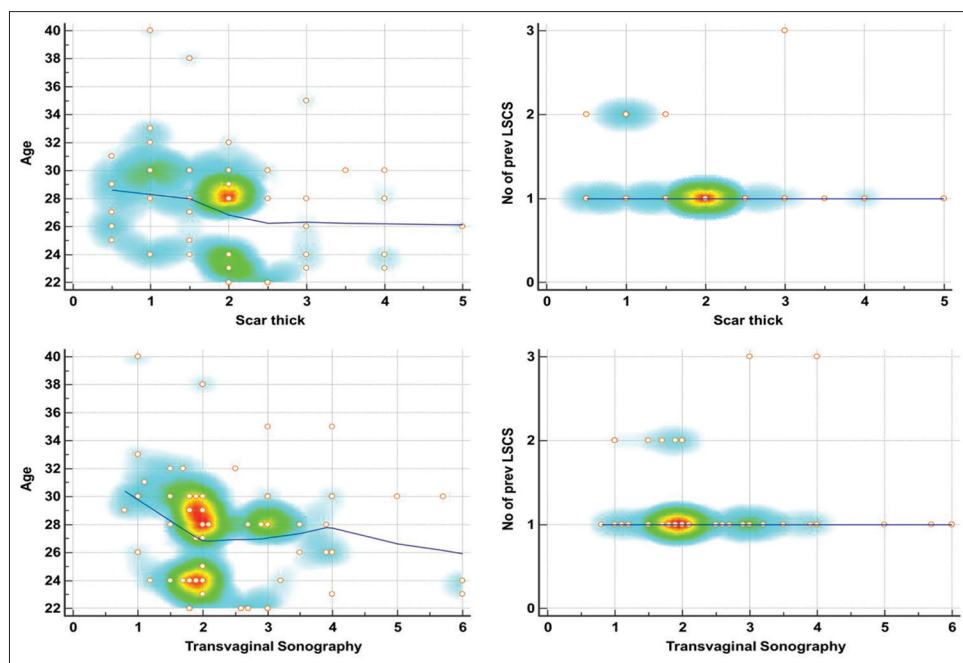 40
38
36
34
32
30
28
26
24
22
Age
0 1 2 3 4 5
Scar thick
3
2
1
0
No of prev LSCS
0 1 2 3 4 5
Scar thick
40
38
36
34
32
30
28
26
24
22
Age
0 1 2 3 4 5 6
Transvaginal Sonography
3
2
1
0
No of prev LSCS
0 1 2 3 4 5 6
Transvaginal Sonography